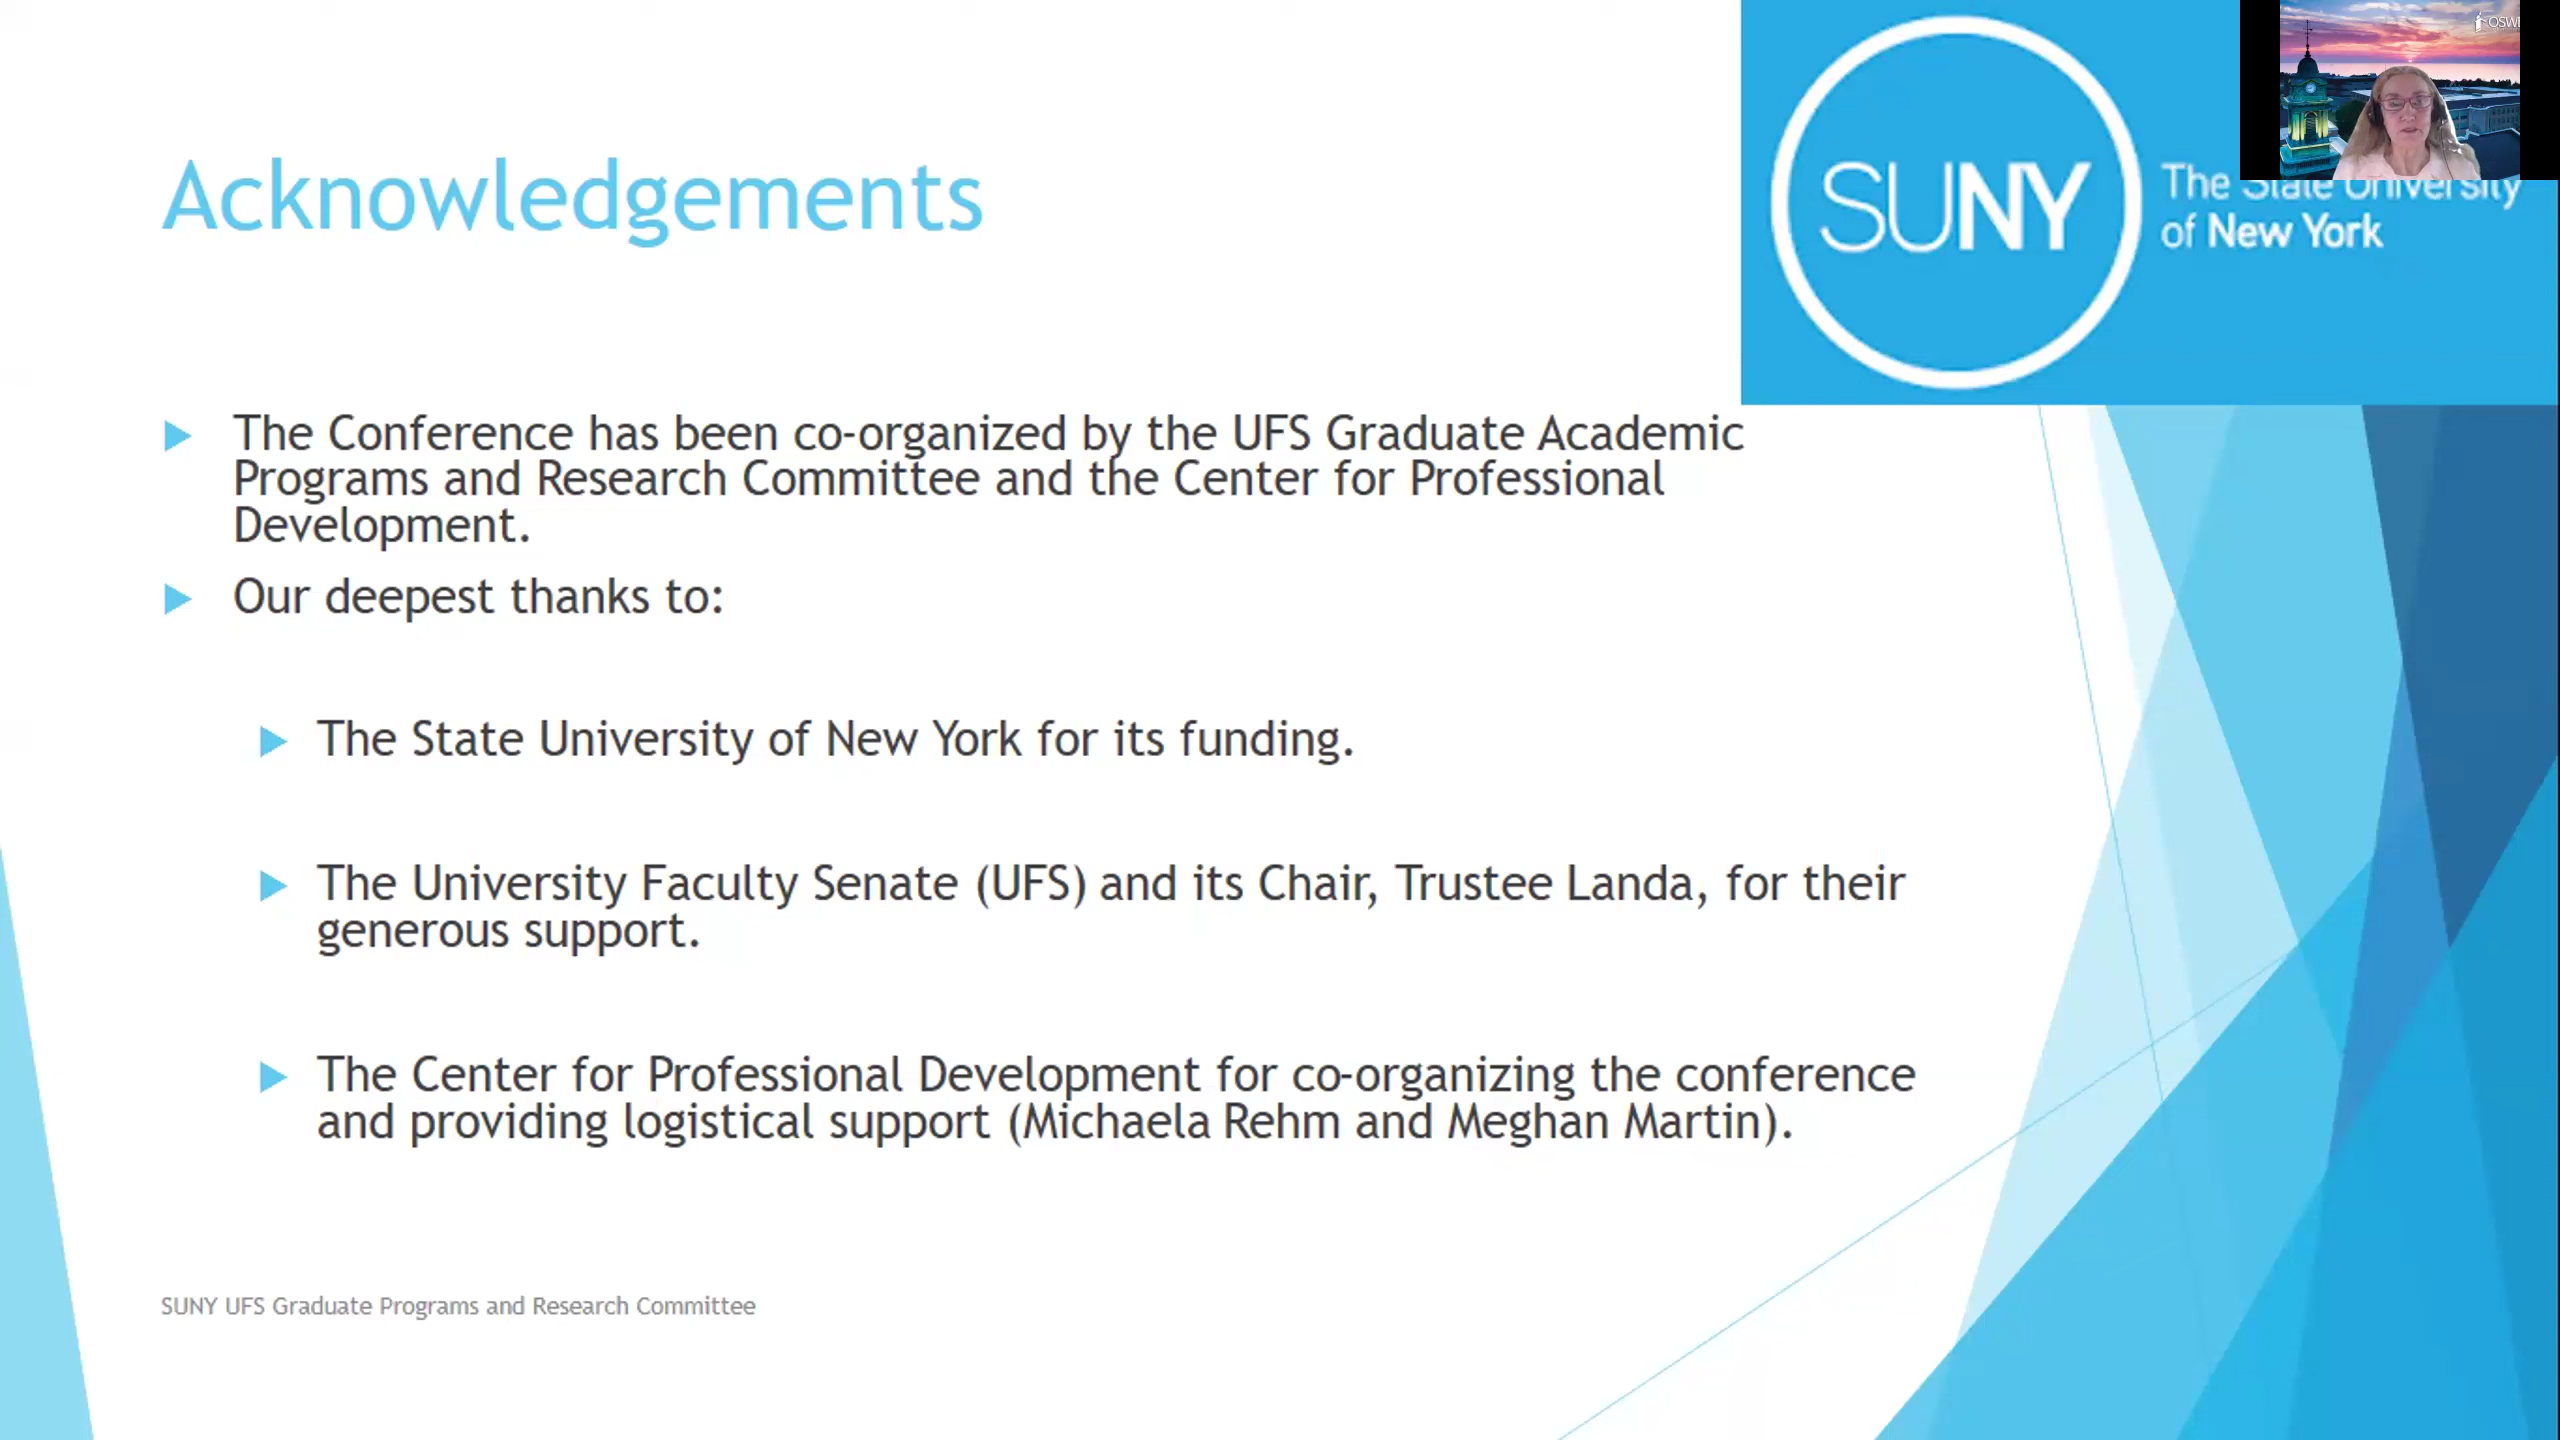 Acknowledgements
SUNY
The State University
of New York
The Conference has been co-organized by the UFS Graduate Academic
Programs and Research Committee and the Center for Professional
Development.
Our deepest thanks to:
The State University of New York for its funding.
The University Faculty Senate (UFS) and its Chair, Trustee Landa, for their
generous support.
The Center for Professional Development for co-organizing the conference
and providing logistical support (Michaela Rehm and Meghan Martin).
SUNY UFS Graduate Programs and Research Committee